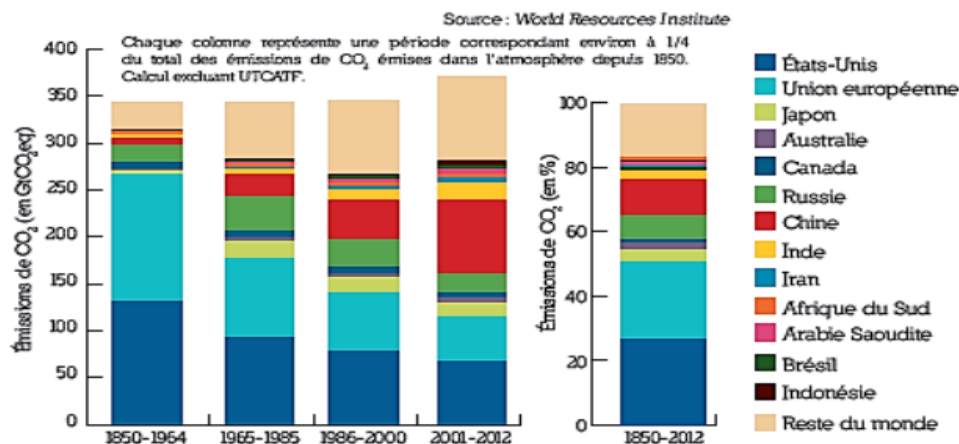 Source : World Resources Institute
Chaque colonne représente une période correspondant environ à 1/4
du total des émissions de CO₂ émises dans l'atmosphère depuis 1850.
Calcul excluant UTCATF.
Émissions de CO₂ (en GtCO₂eq)
400
350
300
250
200
150
100
50
0
1850-1964
1965-1985
1986-2000
2001-2012
Émissions de CO₂ (en %)
100
80
60
40
20
0
1850-2012
États-Unis
Union européenne
Japon
Australie
Canada
Russie
Chine
Inde
Iran
Afrique du Sud
Arabie Saoudite
Brésil
Indonésie
Reste du monde